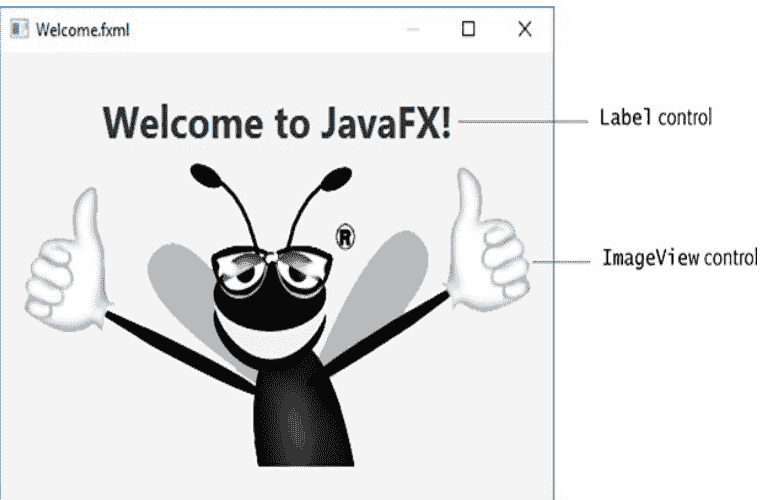 Welcome.fxml
Welcome to JavaFX!
Label control
®
ImageView control